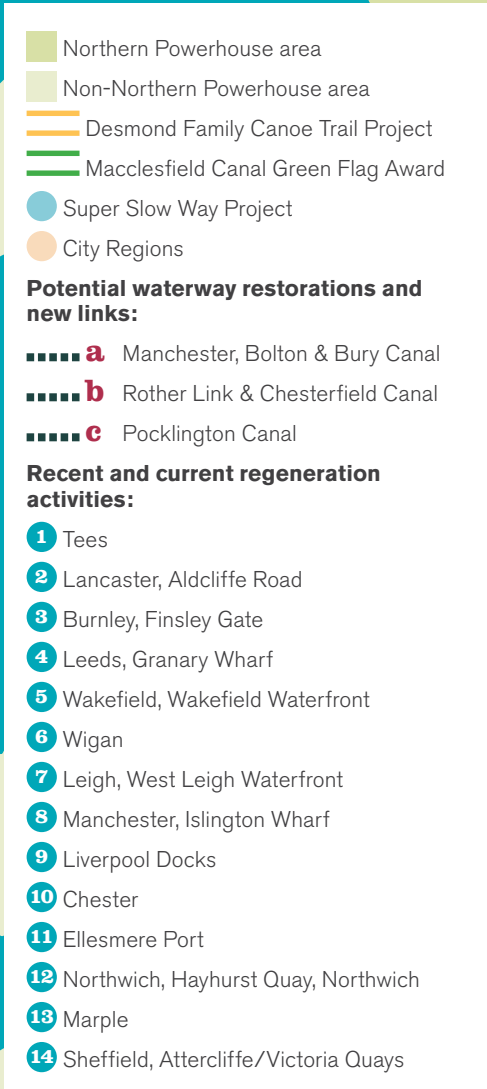 Northern Powerhouse area
Non-Northern Powerhouse area
Desmond Family Canoe Trail Project
Macclesfield Canal Green Flag Award
Super Slow Way Project
City Regions
Potential waterway restorations and
new links:
a Manchester, Bolton & Bury Canal
b Rother Link & Chesterfield Canal
c Pocklington Canal
Recent and current regeneration
activities:
1 Tees
2 Lancaster, Aldcliffe Road
3 Burnley, Finsley Gate
4 Leeds, Granary Wharf
5 Wakefield, Wakefield Waterfront
6 Wigan
7 Leigh, West Leigh Waterfront
8 Manchester, Islington Wharf
9 Liverpool Docks
10 Chester
11 Ellesmere Port
12 Northwich, Hayhurst Quay, Northwich
13 Marple
14 Sheffield, Attercliffe/Victoria Quays